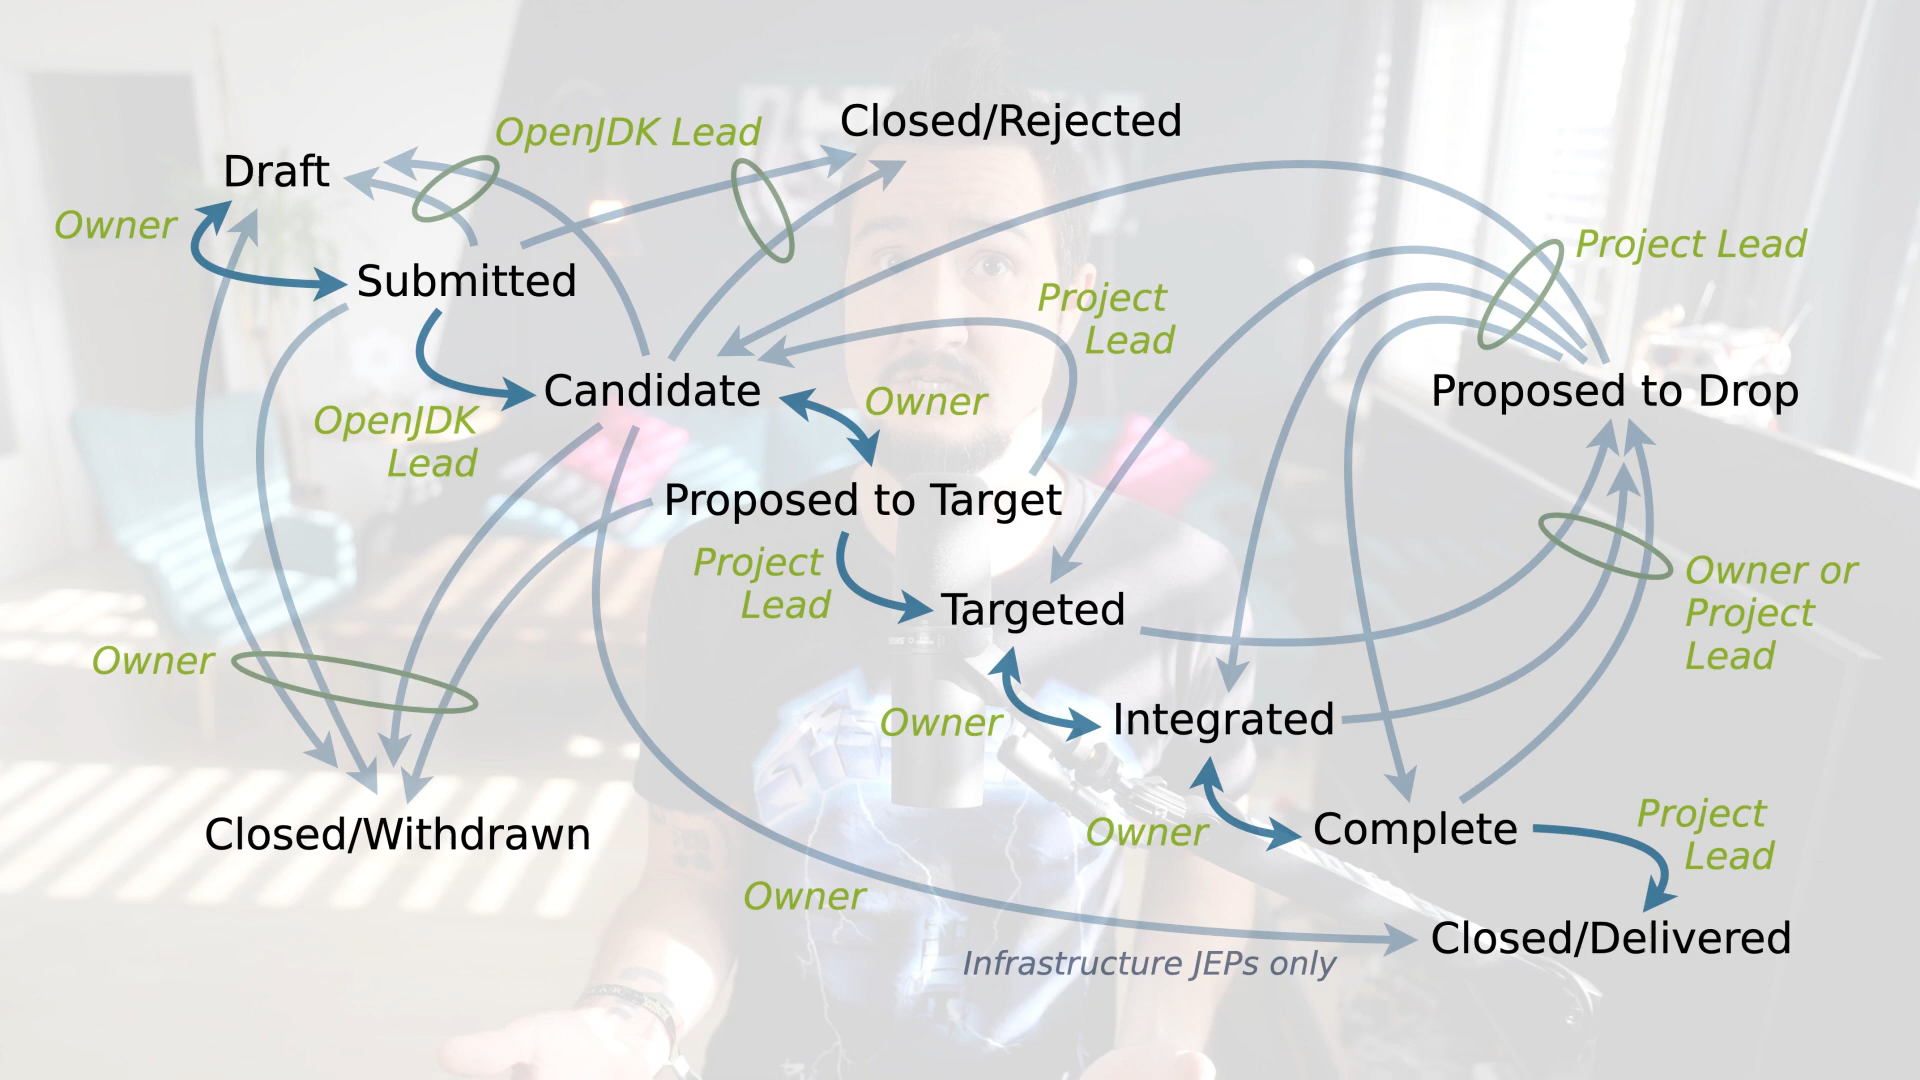 Closed/Rejected
OpenJDK Lead
Draft
Owner
Project Lead
Submitted
Project
Lead
Candidate
Owner
Proposed to Drop
OpenJDK
Lead
Proposed to Target
Project
Lead
Targeted
Owner or
Project
Lead
Owner
Owner
Integrated
Closed/Withdrawn
Owner
Complete
Project
Lead
Owner
Closed/Delivered
Infrastructure JEPs only